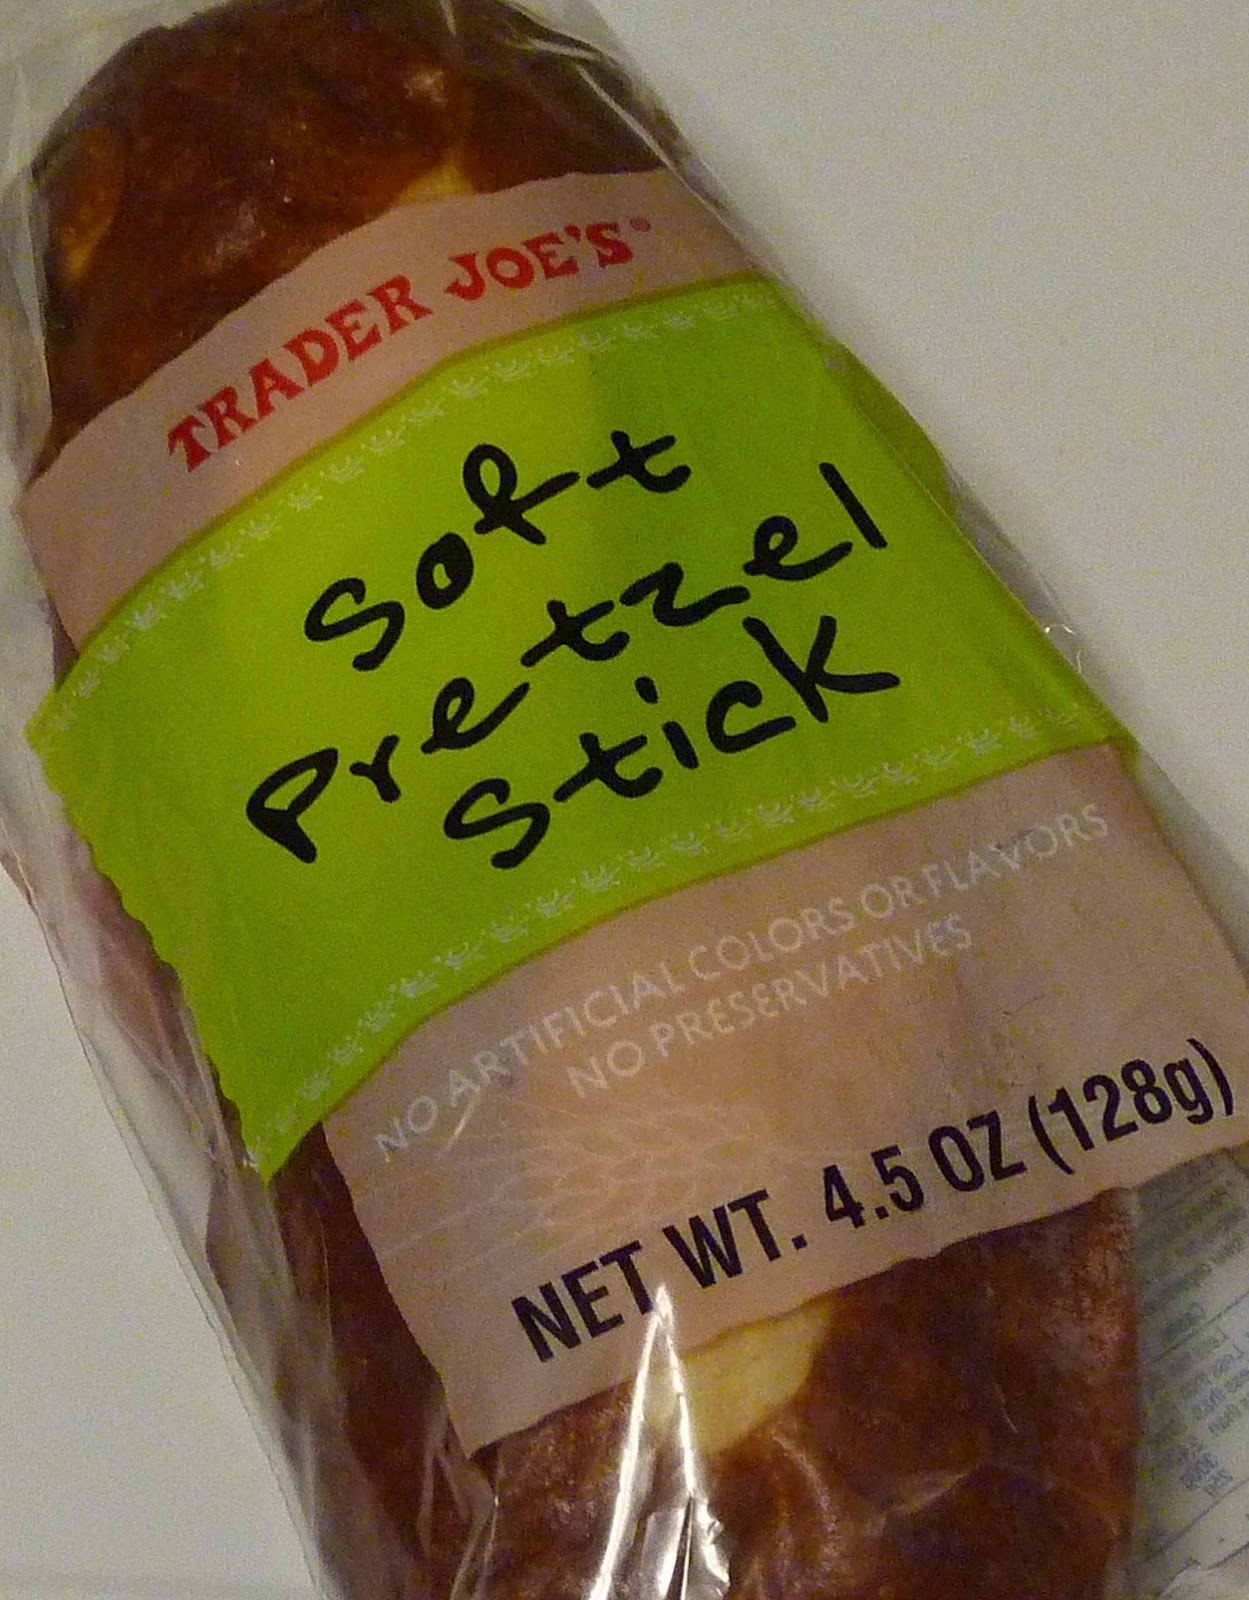 TRADER JOE'S®
Soft
Pretzel
Stick
NO ARTIFICIAL COLORS OR FLAVORS
NO PRESERVATIVES
NET WT. 4.5 OZ (128g)